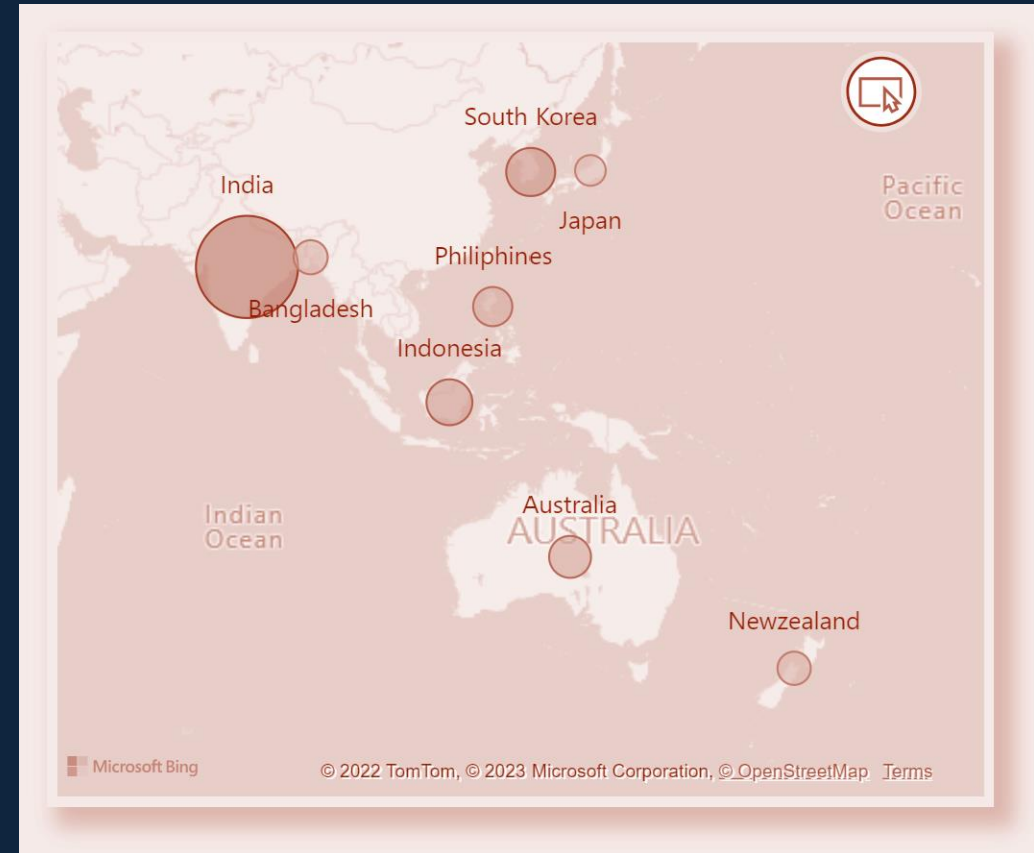 South Korea
India
Pacific
Ocean
Japan
Philiphines
Bangladesh
Indonesia
Australia
AUSTRALIA
Indian
Ocean
Newzealand
Microsoft Bing
© 2022 TomTom, © 2023 Microsoft Corporation, © OpenStreetMap Terms